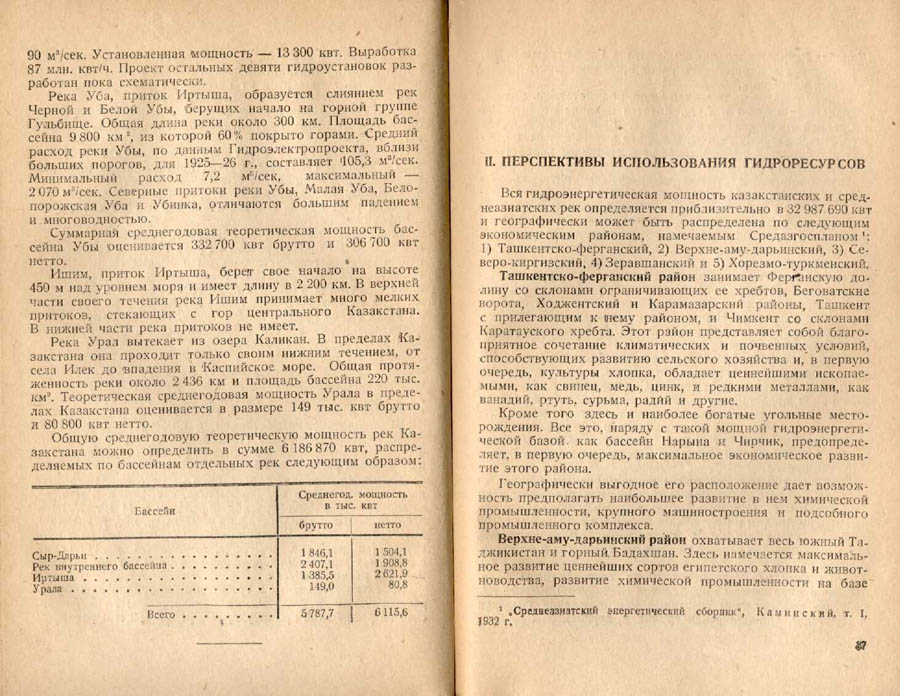 90 м³/сек. Установленная мощность — 13 300 квт. Выработка
87 млн. квт/ч. Проект остальных девяти гидроустановок раз-
работан пока схематически.
Река Уба, приток Иртыша, образуется слиянием рек
Черной и Белой Убы, берущих начало на горной группе
Гульбище. Общая длина реки около 300 км. Площадь бас-
сейна 9 800 км², из которой 60% покрыто горами. Средний
расход реки Убы, по данным Гидроэлектропроекта, вблизи
больших порогов, для 1925—26 г., составляет 105,3 м³/сек.
Минимальный расход 7,2 м³/сек, максимальный —
2 070 м³/сек. Северные притоки реки Убы, Малая Уба, Бело-
порожская Уба и Убинка, отличаются большим падением
и многоводностью.
Суммарная среднегодовая теоретическая мощность бас-
сейна Убы оценивается 332 700 квт брутто и 306 700 квт
нетто.
Ишим, приток Иртыша, берет свое начало на высоте
450 м над уровнем моря и имеет длину в 2 200 км. В верхней
части своего течения река Ишим принимает много мелких
притоков, стекающих с гор центрального Казакстана.
В нижней части река притоков не имеет.
Река Урал вытекает из озера Каликан. В пределах Ка-
закстана она проходит только своим нижним течением, от
села Илек до впадения в Каспийское море. Общая протя-
женность реки около 2 436 км и площадь бассейна 220 тыс.
км². Теоретическая среднегодовая мощность Урала в преде-
лах Казакстана оценивается в размере 149 тыс. квт брутто
и 80 800 квт нетто.
Общую среднегодовую теоретическую мощность рек Ка-
закстана можно определить в сумме 6 186 870 квт, распре-
деляемых по бассейнам отдельных рек следующим образом:
Бассейн
Среднегод. мощность
в тыс. квт
брутто нетто
Сыр-Дарьи . . . . . . . . . . . . . . . . 1 846,1 1 504,1
Рек внутреннего бассейна . . . . . . . . . 2 407,1 1 908,8
Иртыша . . . . . . . . . . . . . . . . . 1 385,5 2 621,9
Урала . . . . . . . . . . . . . . . . . . 149,0 80,8
Всего . . . . . . . . 5 787,7 6 115,6
II. ПЕРСПЕКТИВЫ ИСПОЛЬЗОВАНИЯ ГИДРОРЕСУРСОВ
Вся гидроэнергетическая мощность казакстанских и сред-
неазиатских рек определяется приблизительно в 32 987 690 квт
и географически может быть распределена по следующим
экономическим районам, намечаемым Средазгоспланом ¹:
1) Ташкентско-ферганский, 2) Верхне-аму-дарьинский, 3) Се-
веро-киргизский, 4) Зеравшанский и 5) Хорезмо-туркменский.
Ташкентско-ферганский район занимает Ферганскую до-
лину со склонами ограничивающих ее хребтов, Беговатские
ворота, Ходжентский и Карамазарский районы, Ташкент
с прилегающим к нему районом, и Чимкент со склонами
Каратауского хребта. Этот район представляет собой благо-
приятное сочетание климатических и почвенных условий,
способствующих развитию сельского хозяйства и, в первую
очередь, культуры хлопка, обладает ценнейшими ископае-
мыми, как свинец, медь, цинк, и редкими металлами, как
ванадий, ртуть, сурьма, радий и другие.
Кроме того здесь и наиболее богатые угольные место-
рождения. Все это, наряду с такой мощной гидроэнергети-
ческой базой как бассейн Нарына и Чирчик, предопреде-
ляет, в первую очередь, максимальное экономическое разви-
тие этого района.
Географически выгодное его расположение дает возмож-
ность предполагать наибольшее развитие в нем химической
промышленности, крупного машиностроения и подсобного
промышленного комплекса.
Верхне-аму-дарьинский район охватывает весь южный Та-
джикистан и горный Бадахшан. Здесь намечается максималь-
ное развитие ценнейших сортов египетского хлопка и живот-
новодства, развитие химической промышленности на базе
¹ „Среднеазиатский энергетический сборник“, Каминский, т. I,
1932 г.
37